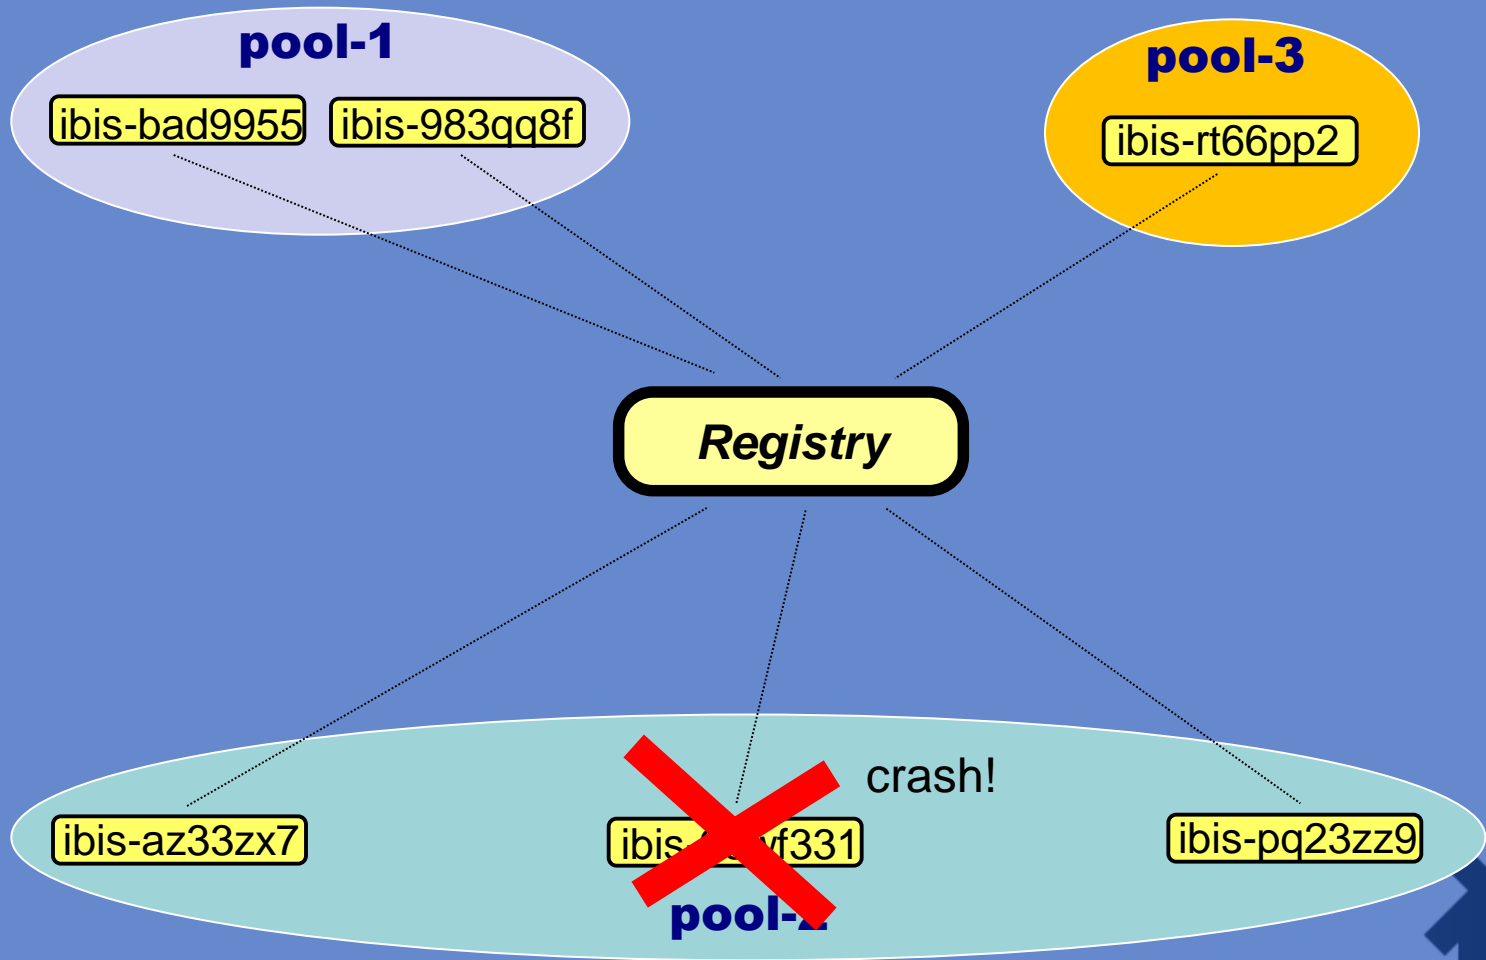 pool-1
pool-3
ibis-bad9955
ibis-983qq8f
ibis-rt66pp2
Registry
crash!
ibis-az33zx7
ibis-pq23zz9